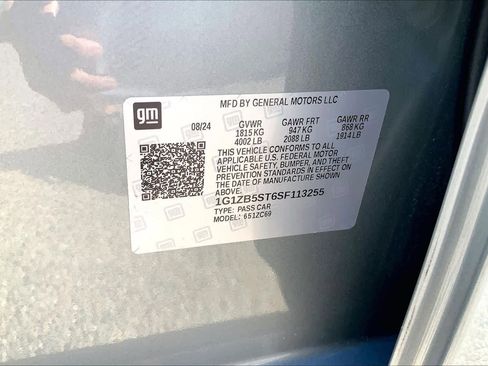 gm
MFD BY GENERAL MOTORS LLC
08/24 GVWR GAWR FRT GAWR RR
1815 KG 947 KG 868 KG
4002 LB 2088 LB 1914 LB
THIS VEHICLE CONFORMS TO ALL
APPLICABLE U.S. FEDERAL MOTOR
VEHICLE SAFETY, BUMPER, AND THEFT
PREVENTION STANDARDS IN EFFECT ON
THE DATE OF MANUFACTURE SHOWN ABOVE.
1G1ZB5ST6SF113255
TYPE: PASS CAR
MODEL: 651ZC69